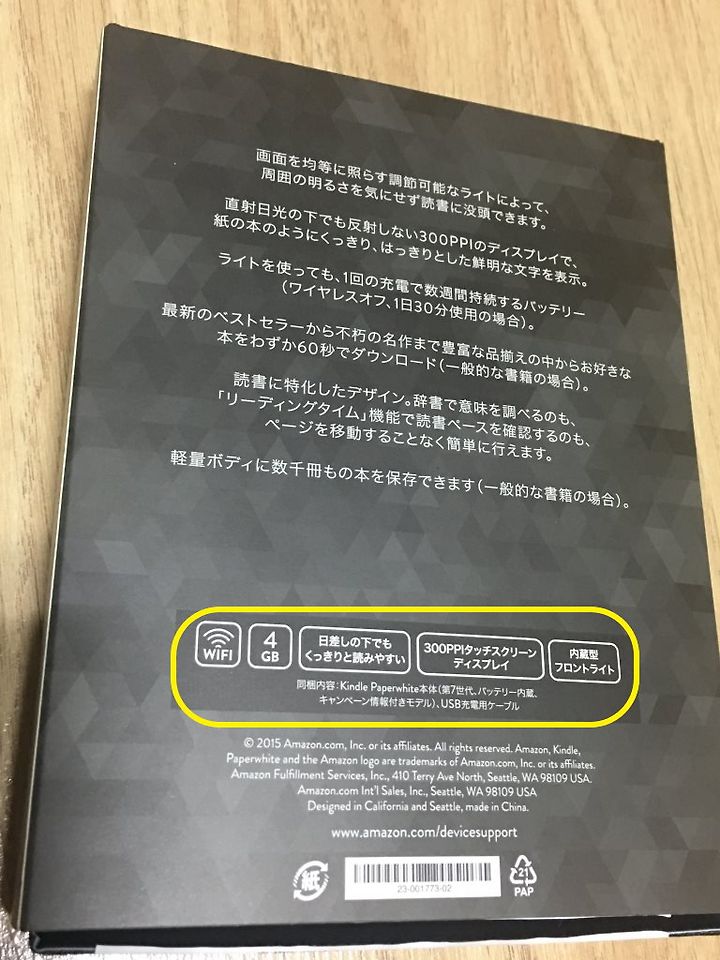 画面を均等に照らす調節可能なライトによって、
周囲の明るさを気にせず読書に没頭できます。
直射日光の下でも反射しない300PPIのディスプレイで、
紙の本のようにくっきり、はっきりとした鮮明な文字を表示。
ライトを使っても、1回の充電で数週間持続するバッテリー
(ワイヤレスオフ、1日30分使用の場合)。
最新のベストセラーから不朽の名作まで豊富な品揃えの中からお好きな
本をわずか60秒でダウンロード(一般的な書籍の場合)。
読書に特化したデザイン。辞書で意味を調べるのも、
「リーディングタイム」機能で読書ペースを確認するのも、
ページを移動することなく簡単に行えます。
軽量ボディに数千冊もの本を保存できます(一般的な書籍の場合)。
WiFi
4
GB
日差しの下でも
くっきりと読みやすい
300PPIタッチスクリーン
ディスプレイ
内蔵型
フロントライト
同梱内容:Kindle Paperwhite本体(第7世代、バッテリー内蔵、
キャンペーン情報付きモデル)、USB充電用ケーブル
© 2015 Amazon.com, Inc. or its affiliates. All rights reserved. Amazon, Kindle,
Paperwhite and the Amazon logo are trademarks of Amazon.com, Inc. or its affiliates.
Amazon Fulfillment Services, Inc., 410 Terry Ave North, Seattle, WA 98109 USA.
Amazon.com Int'l Sales, Inc., Seattle, WA 98109 USA
Designed in California and Seattle, made in China.
www.amazon.com/devicesupport
紙
23-001773-02
21
PAP